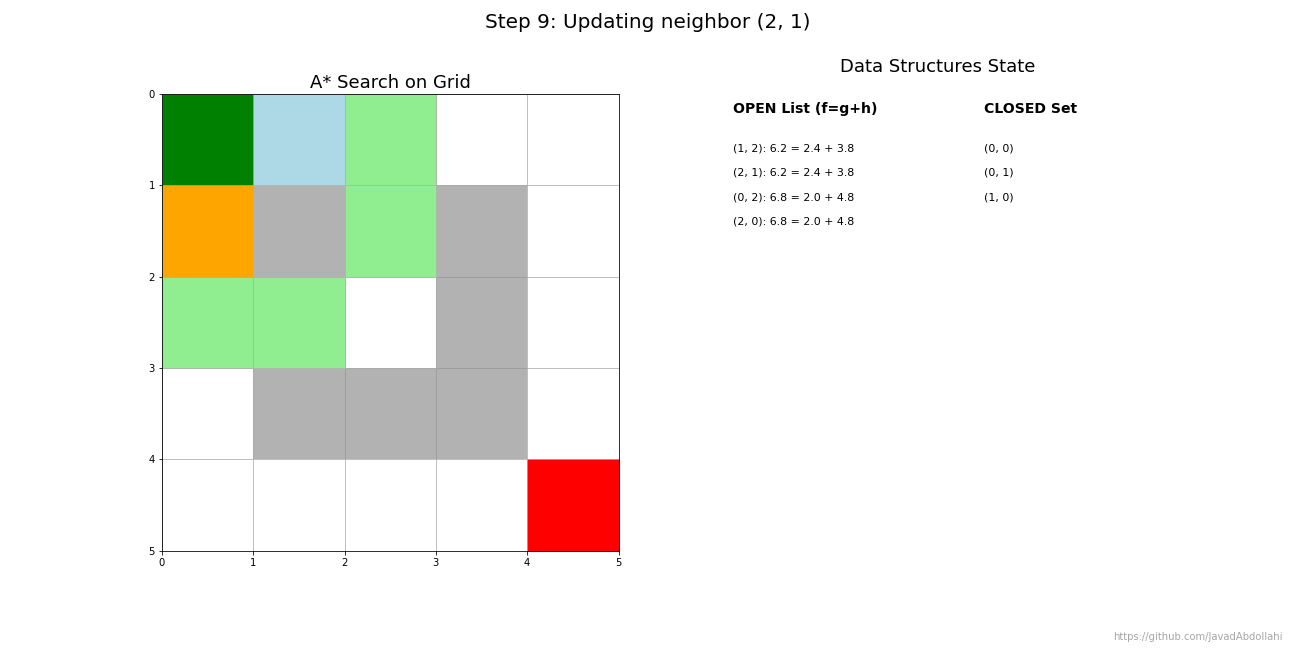 Step 9: Updating neighbor (2, 1)
A* Search on Grid
0
1
2
3
4
5
0 1 2 3 4 5
Data Structures State
OPEN List (f=g+h)
(1, 2): 6.2 = 2.4 + 3.8
(2, 1): 6.2 = 2.4 + 3.8
(0, 2): 6.8 = 2.0 + 4.8
(2, 0): 6.8 = 2.0 + 4.8
CLOSED Set
(0, 0)
(0, 1)
(1, 0)
https://github.com/JavadAbdollahi